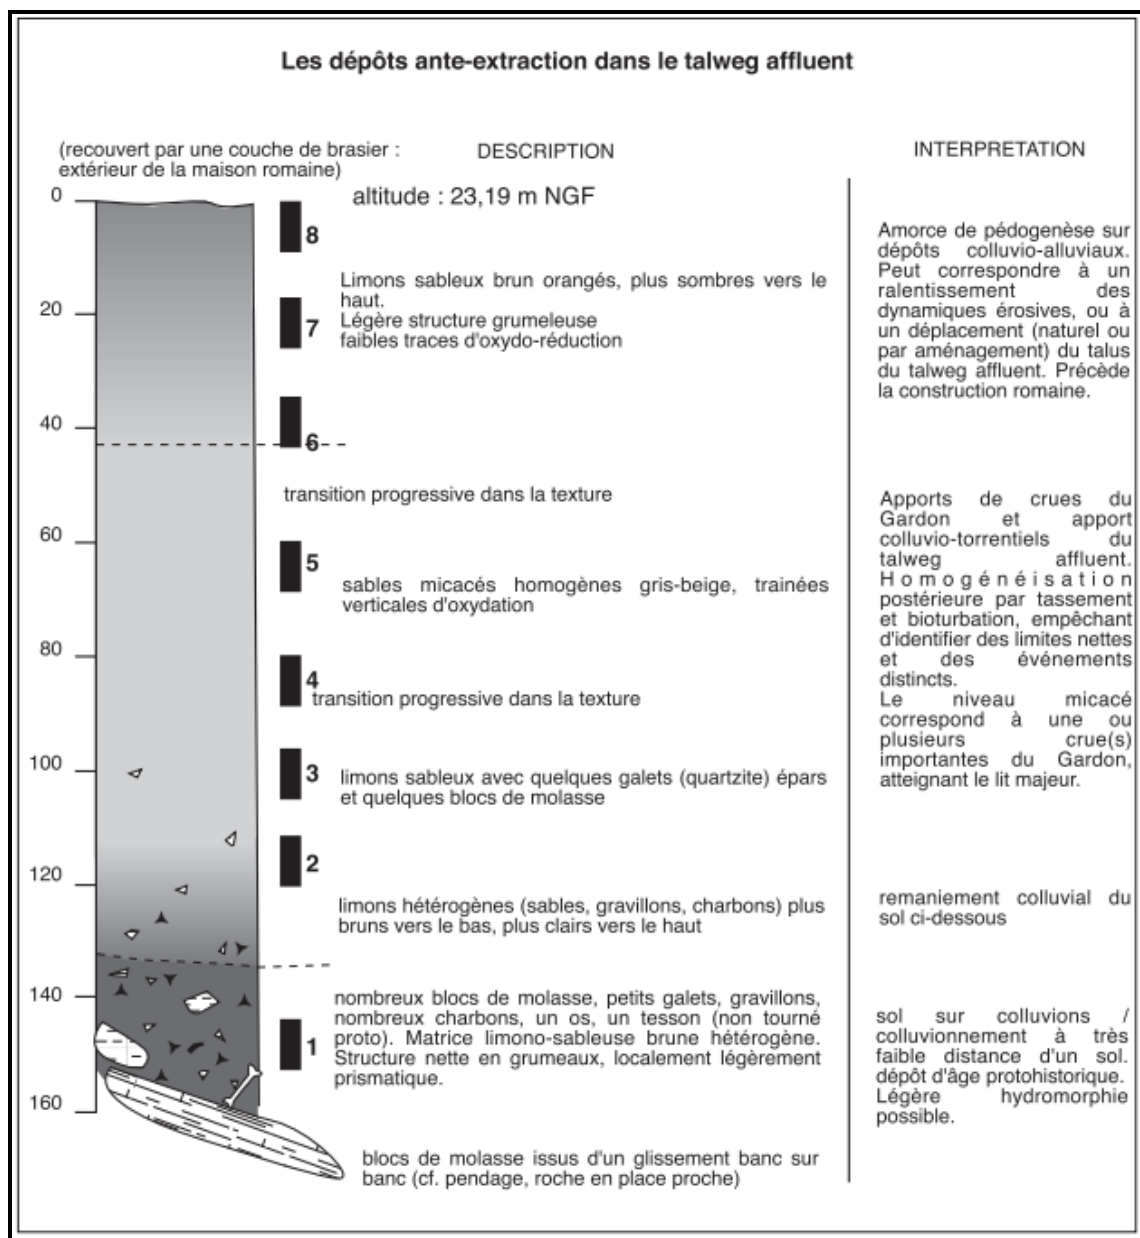 Les dépôts ante-extraction dans le talweg affluent
(recouvert par une couche de brasier :
extérieur de la maison romaine)
DESCRIPTION
INTERPRETATION
altitude : 23,19 m NGF
0
20
40
60
80
100
120
140
160
8
7
6
5
4
3
2
1
Limons sableux brun orangés, plus sombres vers le
haut.
Légère structure grumeleuse
faibles traces d'oxydo-réduction
transition progressive dans la texture
sables micacés homogènes gris-beige, trainées
verticales d'oxydation
transition progressive dans la texture
limons sableux avec quelques galets (quartzite) épars
et quelques blocs de molasse
limons hétérogènes (sables, gravillons, charbons) plus
bruns vers le bas, plus clairs vers le haut
nombreux blocs de molasse, petits galets, gravillons,
nombreux charbons, un os, un tesson (non tourné
proto). Matrice limono-sableuse brune hétérogène.
Structure nette en grumeaux, localement légèrement
prismatique.
blocs de molasse issus d'un glissement banc sur
banc (cf. pendage, roche en place proche)
Amorce de pédogenèse sur
dépôts colluvio-alluviaux.
Peut correspondre à un
ralentissement des
dynamiques érosives, ou à
un déplacement (naturel ou
par aménagement) du talus
du talweg affluent. Précède
la construction romaine.
Apports de crues du
Gardon et apport
colluvio-torrentiels du
talweg affluent.
Homogénéisation
postérieure par tassement
et bioturbation, empêchant
d'identifier des limites nettes
et des événements
distincts.
Le niveau micacé
correspond à une ou
plusieurs crue(s)
importantes du Gardon,
atteignant le lit majeur.
remaniement colluvial du
sol ci-dessous
sol sur colluvions /
colluvionnement à très
faible distance d'un sol.
dépôt d'âge protohistorique.
Légère hydromorphie
possible.